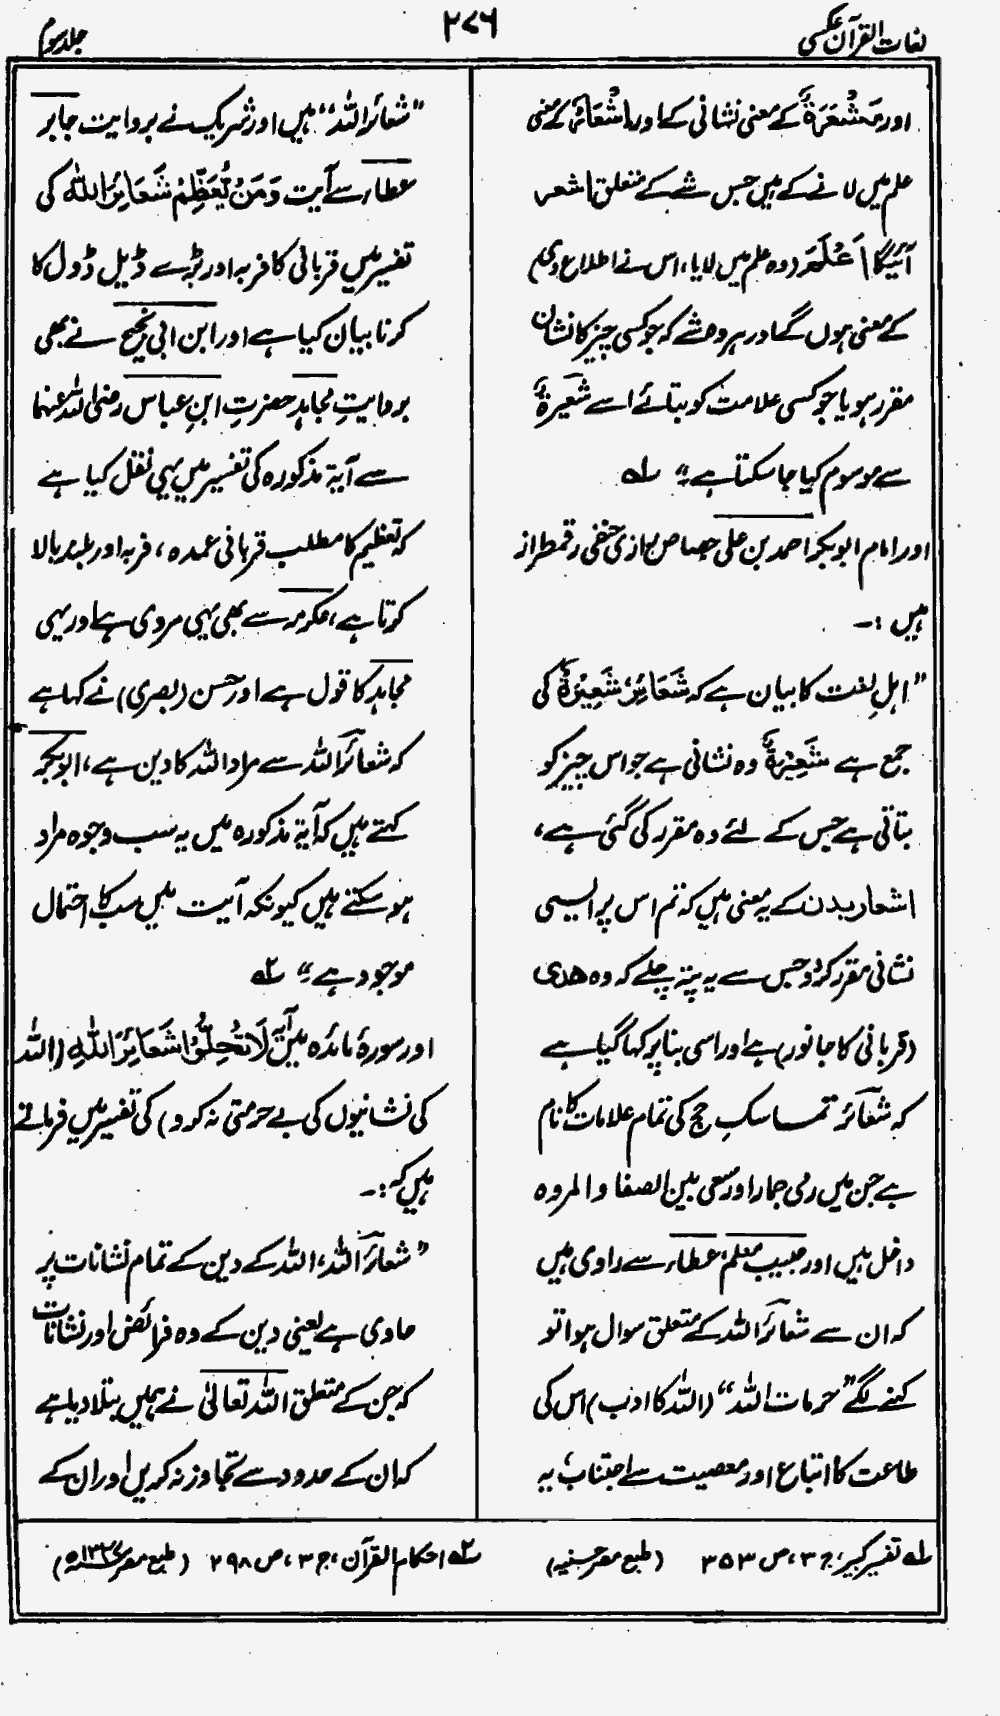 لغات القرآن عکسی
۲۷۶
جلد سوم
اور مَشْعَرَةٌ کے معنی نشانی کے اور اِشْعَارٌ کے معنی
علم میں لانے کے ہیں جس شے کے متعلق اشعر
آئیگا اَعْلَمَ (وہ علم میں لایا، اس نے اطلاع دی)
کے معنی ہوں گے اور ہر وہ شے کہ جو کسی چیز کا نشان
مقرر ہو یا جو کسی علامت کو بتائے اسے شَعِيْرَةٌ
سے موسوم کیا جا سکتا ہے۔" لہ
اور امام ابوبکر احمد بن علی جصاص رازی حنفی رقمطراز
ہیں :۔
"اہلِ لغت کا بیان ہے کہ شَعَائِرُ، شَعِيْرَةٌ کی
جمع ہے شَعِيْرَةٌ وہ نشانی ہے جو اس چیز کو
بتاتی ہے جس کے لئے وہ مقرر کی گئی ہے،
اشعار بدن کے یہ معنی ہیں کہ تم اس پر ایسی
نشانی مقرر کر دو جس سے یہ پتہ چلے کہ وہ ھدی
(قربانی کا جانور) ہے اور اسی بنا پر کہا گیا ہے
کہ شعائر تمام مناسکِ حج کی تمام علامات کا نام
ہے جن میں رمی جمار اور سعی بین الصفا والمروہ
داخل ہیں اور حبیب معلم، عطاء سے راوی ہیں
کہ ان سے شعائر اللہ کے متعلق سوال ہوا تو
کہنے لگے "حرمات اللہ" (اللہ کا ادب) اس کی
طاعت کا اتباع اور معصیت سے اجتناب یہ
"شعائر اللہ" ہیں اور شریک نے بروایت جابر
عطاء سے آیت وَمَنْ يُّعَظِّمْ شَعَائِرَ اللّٰهِ کی
تفسیر میں قربانی کا فربہ اور بڑے ڈیل ڈول کا
کرنا بیان کیا ہے اور ابن ابی نجیح نے بھی
بروایتِ مجاہد حضرتِ ابنِ عباس رضی اللہ عنہما
سے آیۃ مذکورہ کی تفسیر میں یہی نقل کیا ہے
کہ تعظیم کا مطلب قربانی عمدہ، فربہ اور بلند بالا
کرنا ہے، عکرمہ سے بھی یہی مروی ہے اور یہی
مجاہد کا قول ہے اور حسن (بصری) نے کہا ہے
کہ شعائر اللہ سے مراد اللہ کا دین ہے، ابوبکر
کہتے ہیں کہ آیۃ مذکورہ میں یہ سب وجوہ مراد
ہو سکتے ہیں کیونکہ آیت میں سب کا احتمال
موجود ہے۔" ۲ہ
اور سورۂ مائدہ میں آیہ لَا تُحِلُّوْا شَعَائِرَ اللّٰهِ (اللہ
کی نشانیوں کی بے حرمتی نہ کرو) کی تفسیر میں فرماتے
ہیں کہ :۔
"شعائر اللہ، اللہ کے دین کے تمام نشانات پر
حاوی ہے یعنی دین کے وہ فرائض اور نشانات
کہ جن کے متعلق اللہ تعالیٰ نے ہمیں بتلا دیا ہے
کہ ان کے حدود سے تجاوز نہ کریں اور ان کے
لہ تفسیر کبیر، ج ۳، ص ۳۵۳ (طبع مصر حسینیہ)
۲ہ احکام القرآن، ج ۳، ص ۲۹۸ (طبع مصر ۱۳۴۷ھ)